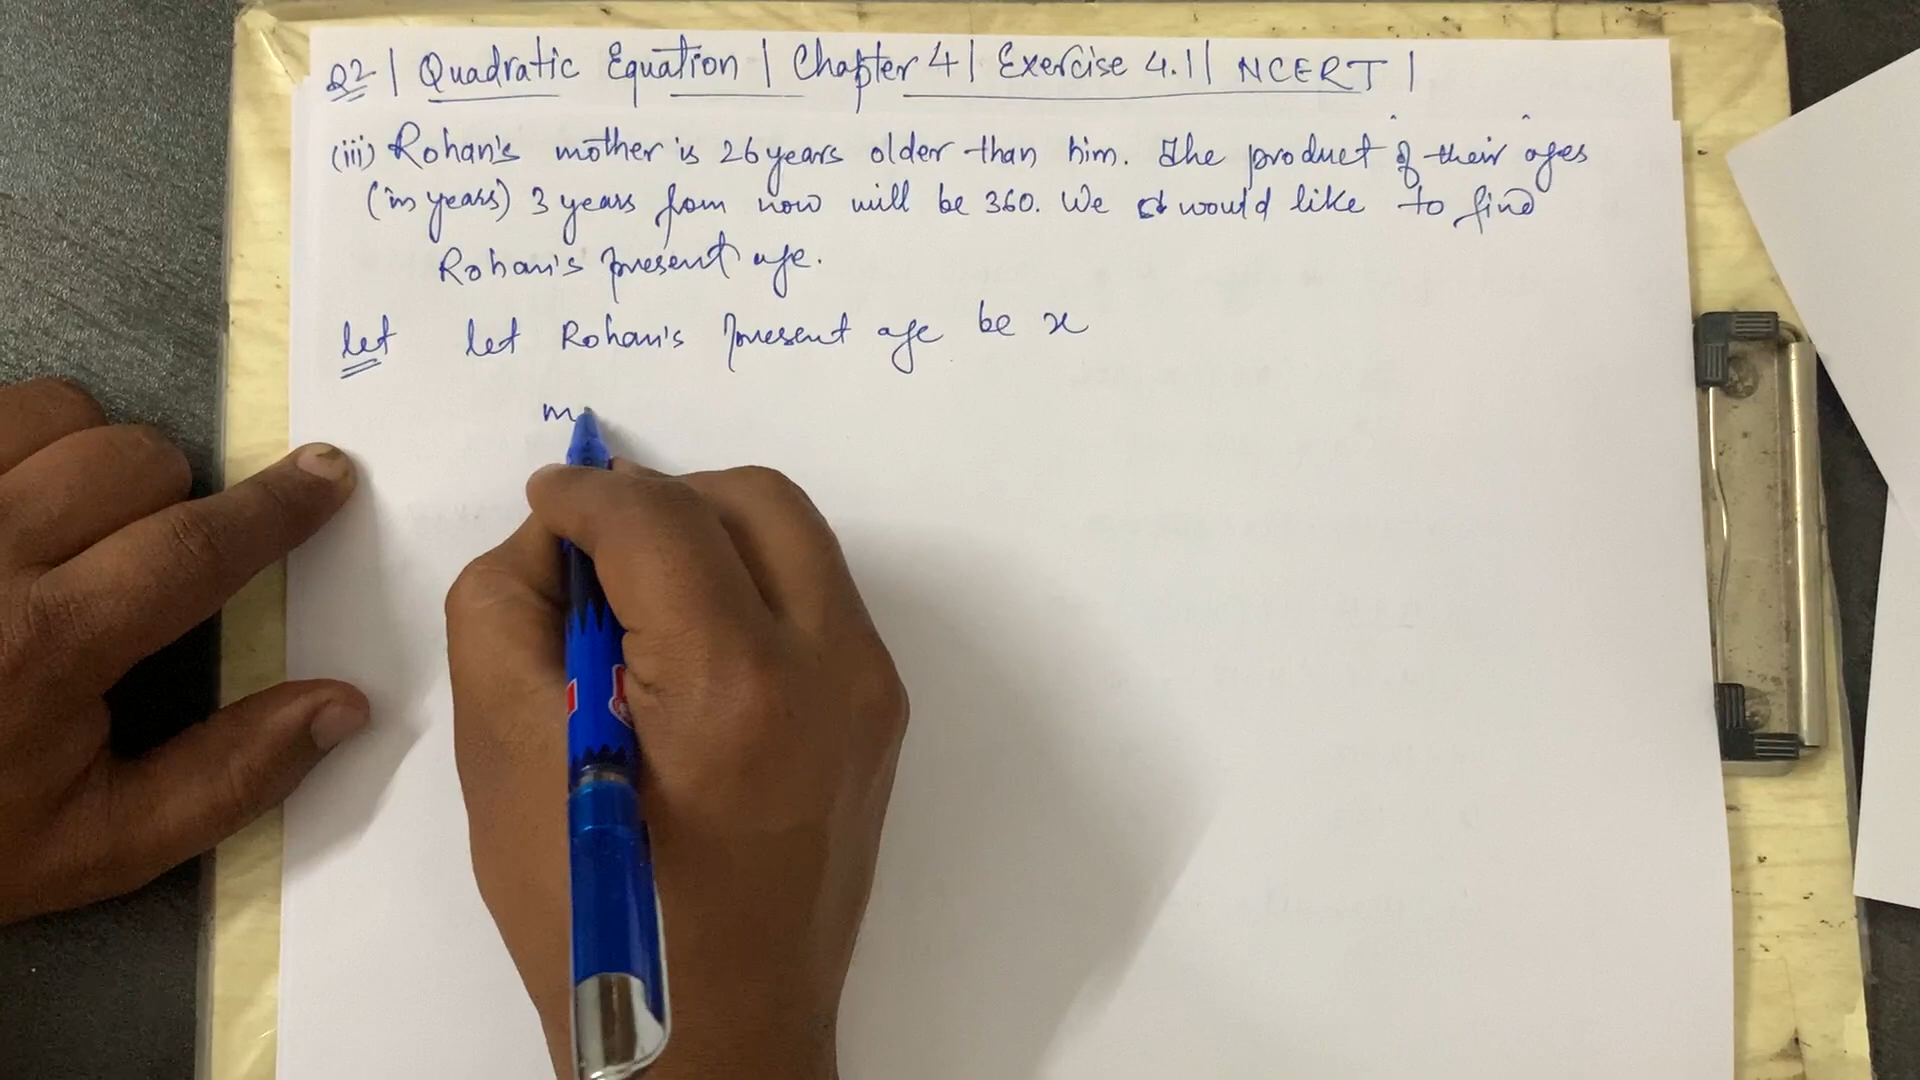 Q2 | Quadratic Equation | Chapter 4 | Exercise 4.1 | NCERT |
(iii) Rohan's mother is 26 years older than him. The product of their ages
(in years) 3 years from now will be 360. We would like to find
Rohan's present age.
let let Rohan's present age be x
mo